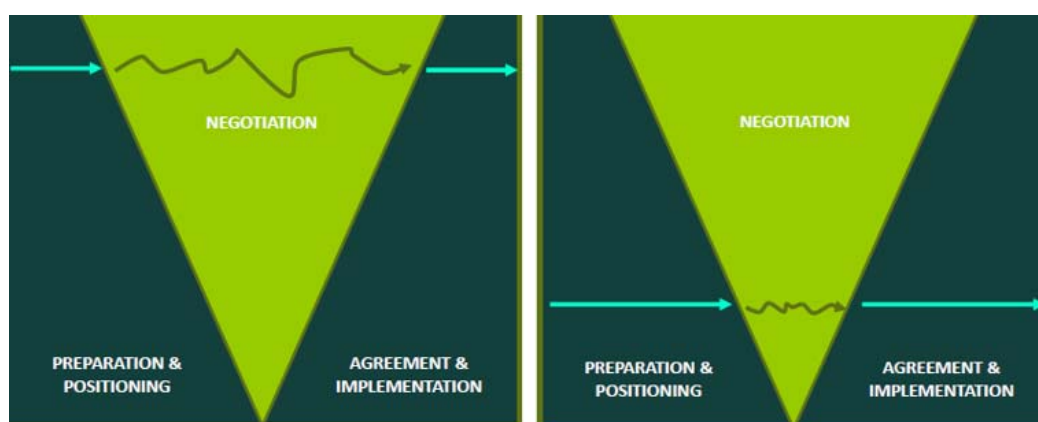 NEGOTIATION
PREPARATION &
POSITIONING
AGREEMENT &
IMPLEMENTATION
NEGOTIATION
PREPARATION &
POSITIONING
AGREEMENT &
IMPLEMENTATION